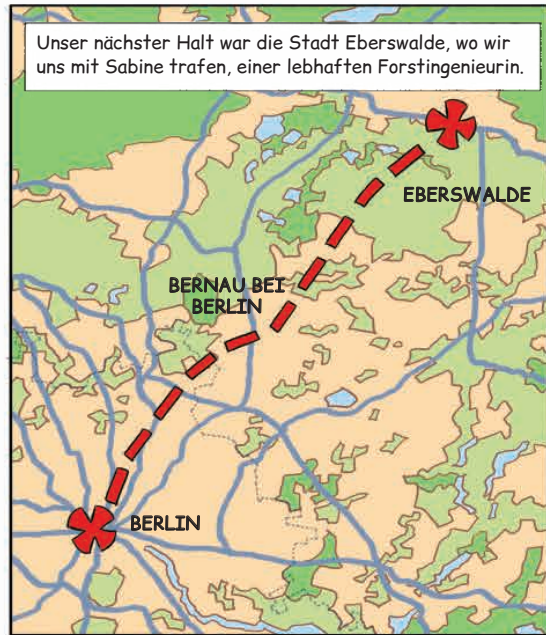 Unser nächster Halt war die Stadt Eberswalde, wo wir
uns mit Sabine trafen, einer lebhaften Forstingenieurin.
EBERSWALDE
BERNAU BEI
BERLIN
BERLIN